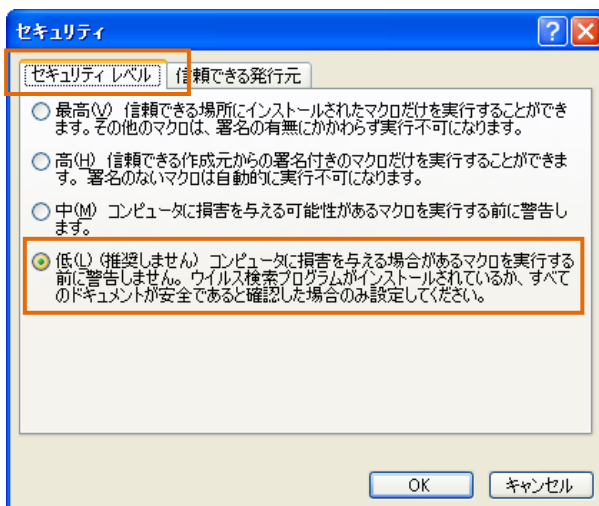 セキュリティ
セキュリティ レベル 信頼できる発行元
最高(V) 信頼できる場所にインストールされたマクロだけを実行することができ
ます。その他のマクロは、署名の有無にかかわらず実行不可になります。
高(H) 信頼できる作成元からの署名付きのマクロだけを実行することができま
す。 署名のないマクロは自動的に実行不可になります。
中(M) コンピュータに損害を与える可能性があるマクロを実行する前に警告し
ます。
低(L) (推奨しません) コンピュータに損害を与える場合があるマクロを実行する
前に警告しません。ウイルス検索プログラムがインストールされているか、すべて
のドキュメントが安全であると確認した場合のみ設定してください。
OK キャンセル